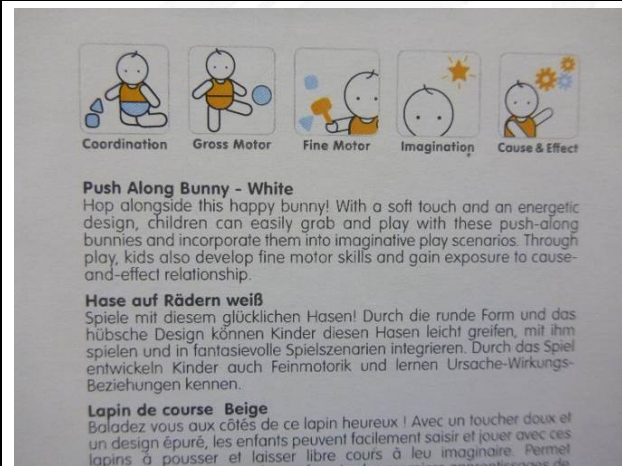 Coordination Gross Motor Fine Motor Imagination Cause & Effect
Push Along Bunny - White
Hop alongside this happy bunny! With a soft touch and an energetic
design, children can easily grab and play with these push-along
bunnies and incorporate them into imaginative play scenarios. Through
play, kids also develop fine motor skills and gain exposure to cause-
and-effect relationship.
Hase auf Rädern weiß
Spiele mit diesem glücklichen Hasen! Durch die runde Form und das
hübsche Design können Kinder diesen Hasen leicht greifen, mit ihm
spielen und in fantasievolle Spielszenarien integrieren. Durch das Spiel
entwickeln Kinder auch Feinmotorik und lernen Ursache-Wirkungs-
Beziehungen kennen.
Lapin de course Beige
Baladez vous aux côtés de ce lapin heureux ! Avec un toucher doux et
un design épuré, les enfants peuvent facilement saisir et jouer avec ces
lapins à pousser et laisser libre cours à leu imaginaire. Permet